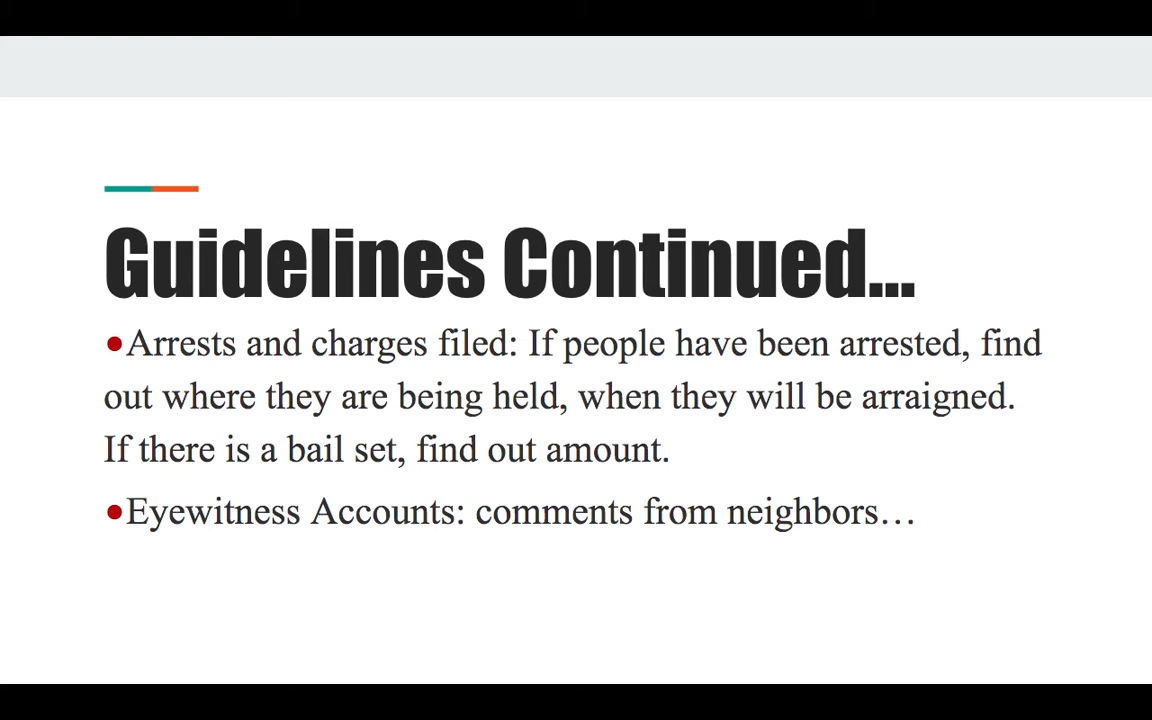 Guidelines Continued...
●Arrests and charges filed: If people have been arrested, find
out where they are being held, when they will be arraigned.
If there is a bail set, find out amount.
●Eyewitness Accounts: comments from neighbors…